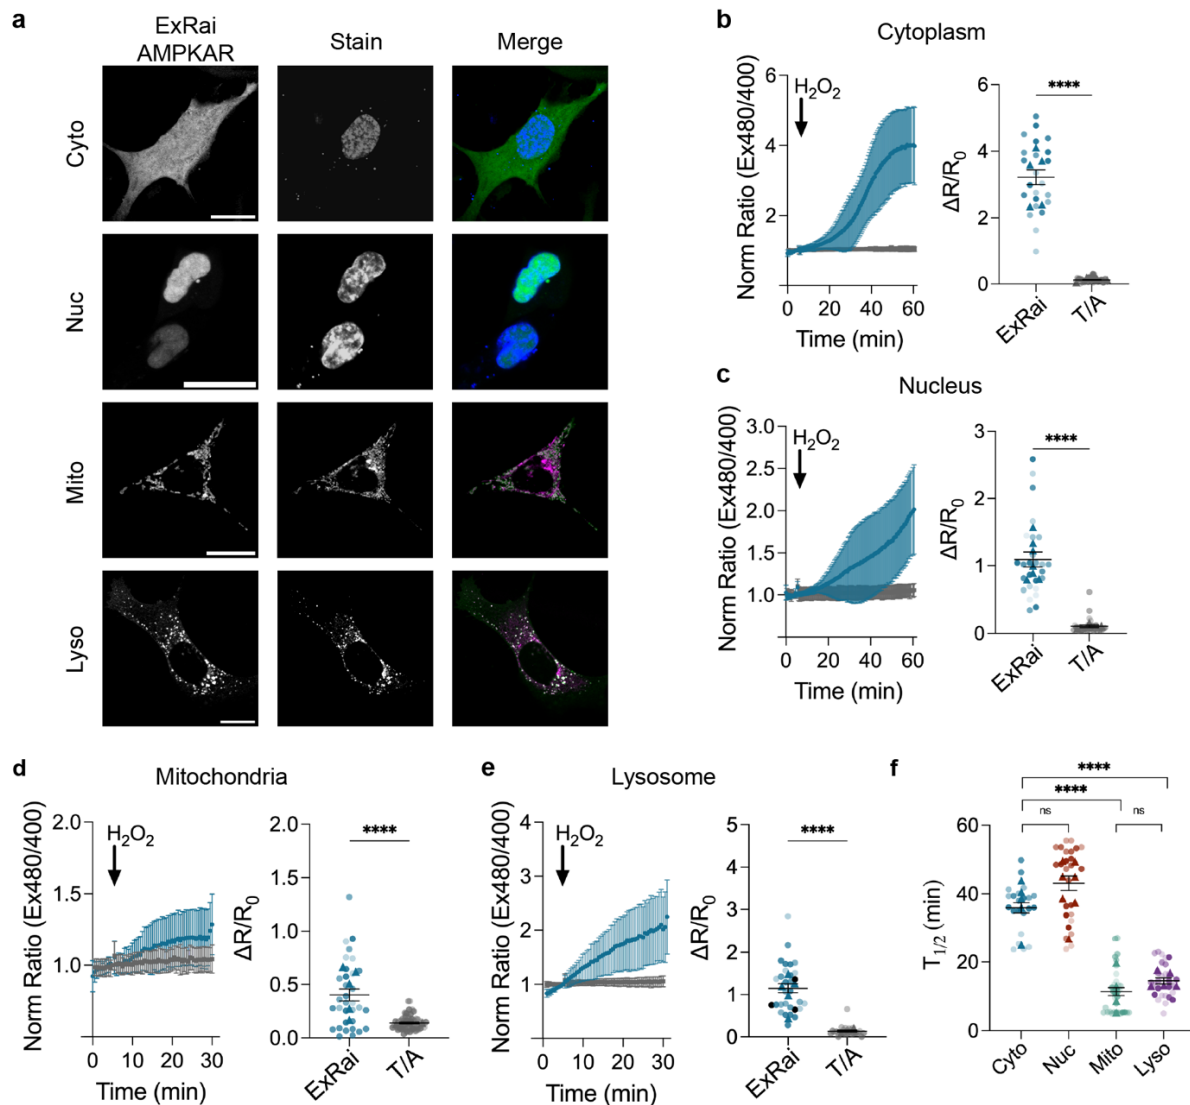 a
ExRai
AMPKAR
Stain
Merge
Cyto
Nuc
Mito
Lyso
b
Cytoplasm
Norm Ratio (Ex480/400)
6
4
2
H2O2
0 20 40 60
Time (min)
ΔR/R0
6
4
2
0
****
ExRai
T/A
c
Nucleus
Norm Ratio (Ex480/400)
3.0
2.5
2.0
1.5
1.0
H2O2
0 20 40 60
Time (min)
ΔR/R0
3
2
1
0
****
ExRai
T/A
d
Mitochondria
Norm Ratio (Ex480/400)
2.0
1.5
1.0
H2O2
0 10 20 30
Time (min)
ΔR/R0
2.0
1.5
1.0
0.5
0.0
****
ExRai
T/A
e
Lysosome
Norm Ratio (Ex480/400)
4
3
2
1
0
H2O2
0 10 20 30
Time (min)
ΔR/R0
5
4
3
2
1
0
****
ExRai
T/A
f
****
****
ns
ns
T1/2 (min)
60
40
20
0
Cyto
Nuc
Mito
Lyso